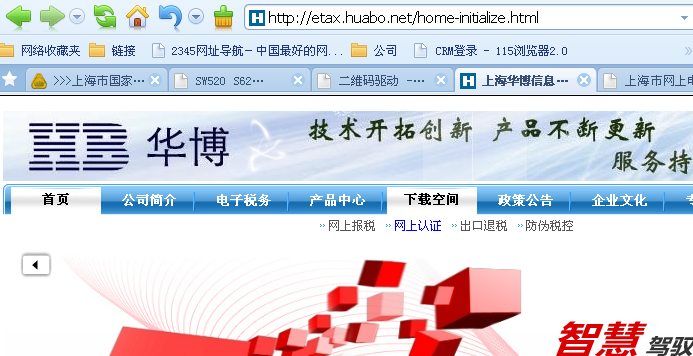 http://etax.huabo.net/home-initialize.html
网络收藏夹 链接 2345网址导航－中国最好的网... 公司 CRM登录 - 115浏览器2.0 »
>>>上海市国家… SW520 S62… 二维码驱动 -… 上海华博信息… 上海市网上电
HB 华博 技术开拓创新 产品不断更新
服务持
首页 公司简介 电子税务 产品中心 下载空间 政策公告 企业文化 专
网上报税 网上认证 出口退税 防伪税控
智慧 驾驭